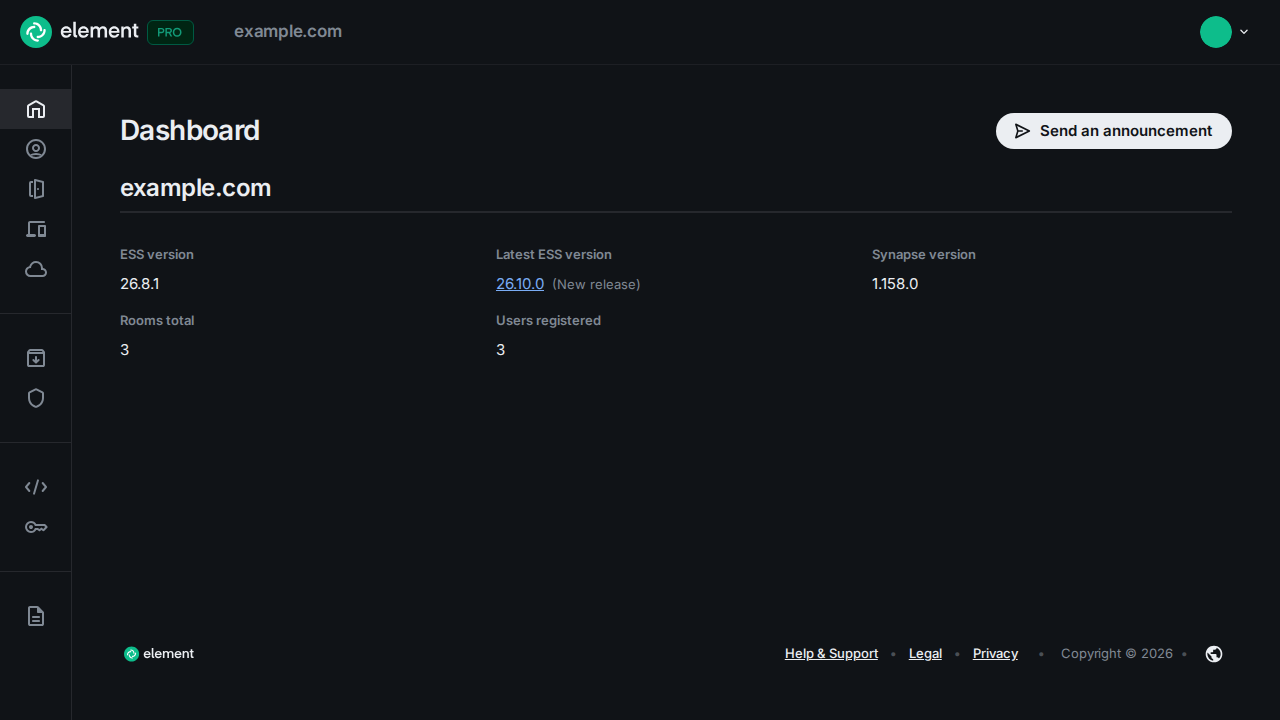 element PRO example.com
Dashboard
Send an announcement
example.com
ESS version
Latest ESS version
Synapse version
26.8.1
26.10.0 (New release)
1.158.0
Rooms total
Users registered
3
3
element
Help & Support • Legal • Privacy • Copyright © 2026 •